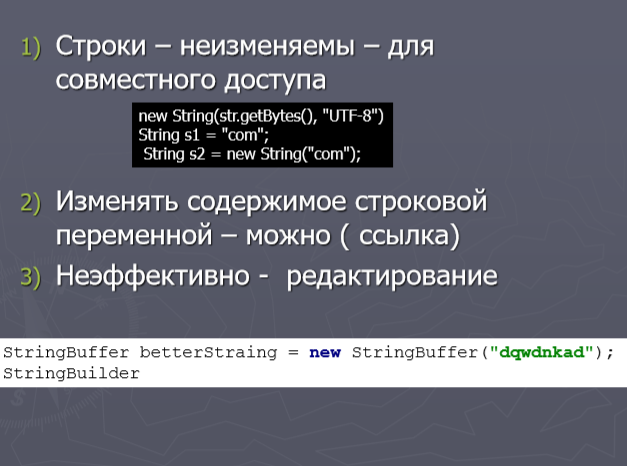 1) Строки – неизменяемы – для
совместного доступа
new String(str.getBytes(), "UTF-8")
String s1 = "com";
String s2 = new String("com");
2) Изменять содержимое строковой
переменной – можно ( ссылка)
3) Неэффективно - редактирование
StringBuffer betterStraing = new StringBuffer("dqwdnkad");
StringBuilder